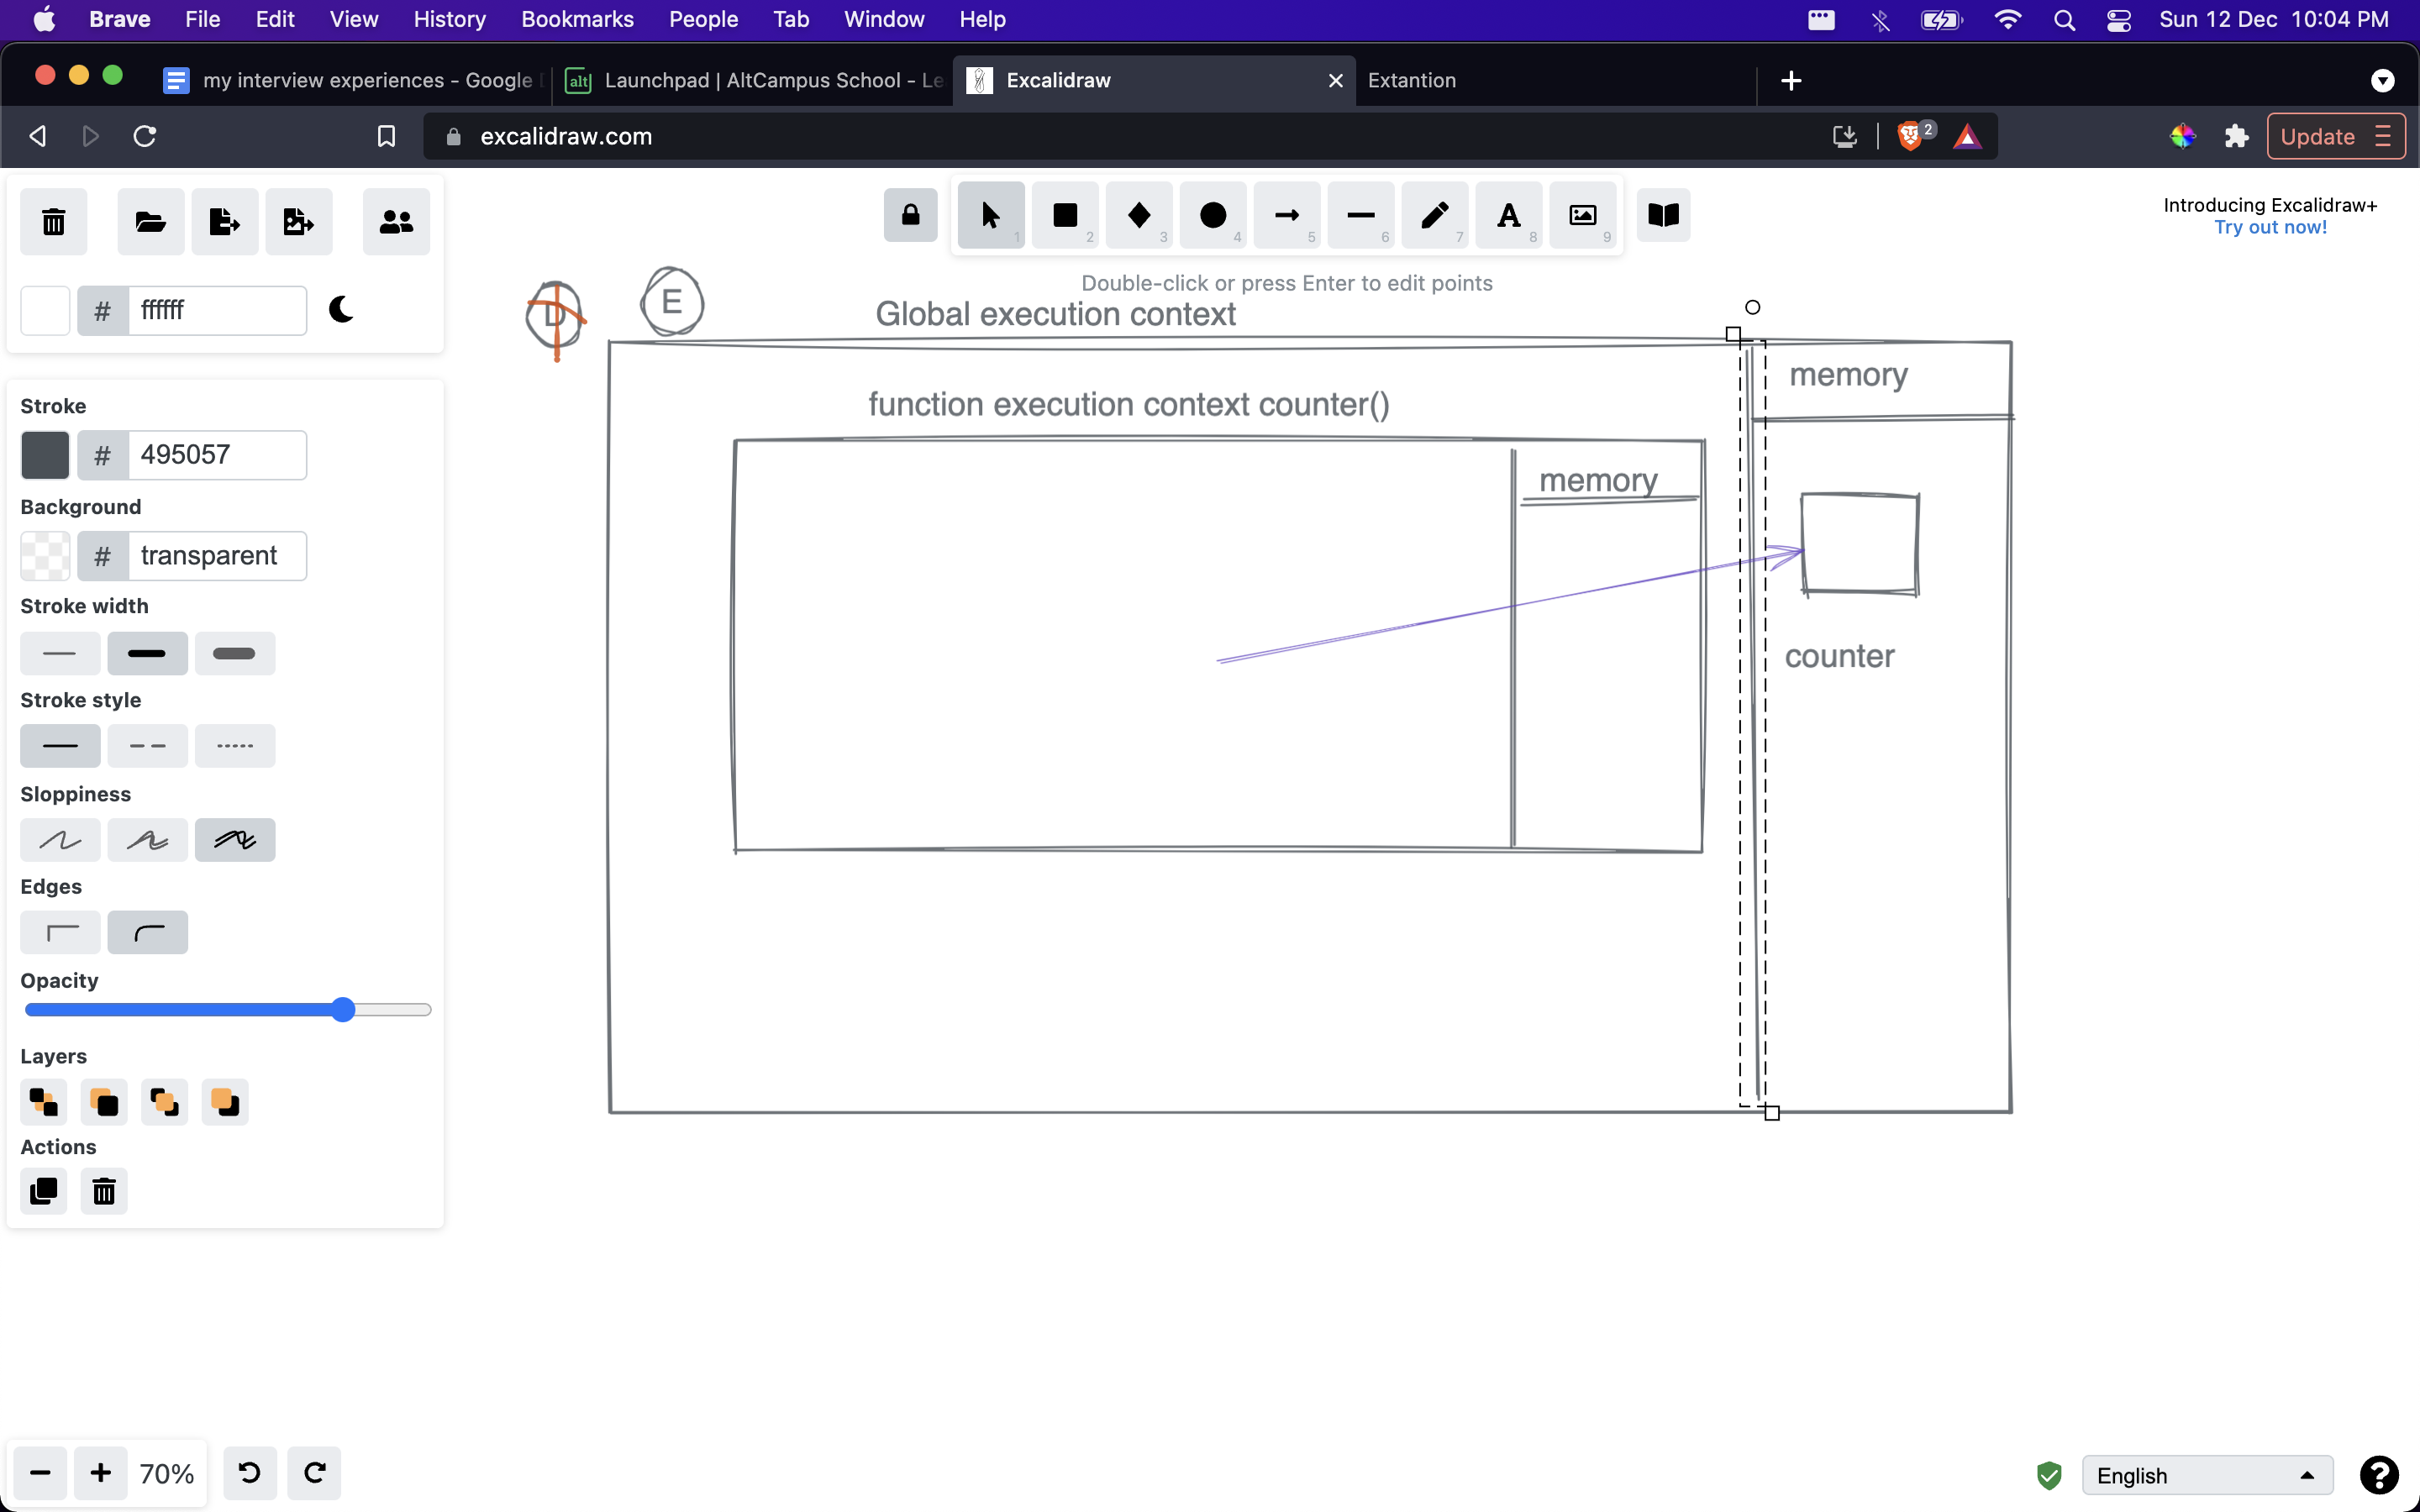 Brave File Edit View History Bookmarks People Tab Window Help Sun 12 Dec 10:04 PM
my interview experiences - Google Launchpad | AltCampus School - Le Excalidraw Extantion
alt
excalidraw.com 2 Update
1 2 3 4 5 6 7 8 9
Introducing Excalidraw+
Try out now!
# ffffff
Double-click or press Enter to edit points
D E Global execution context
memory
function execution context counter()
memory
counter
Stroke
# 495057
Background
# transparent
Stroke width
Stroke style
Sloppiness
Edges
Opacity
Layers
Actions
70%
English
?